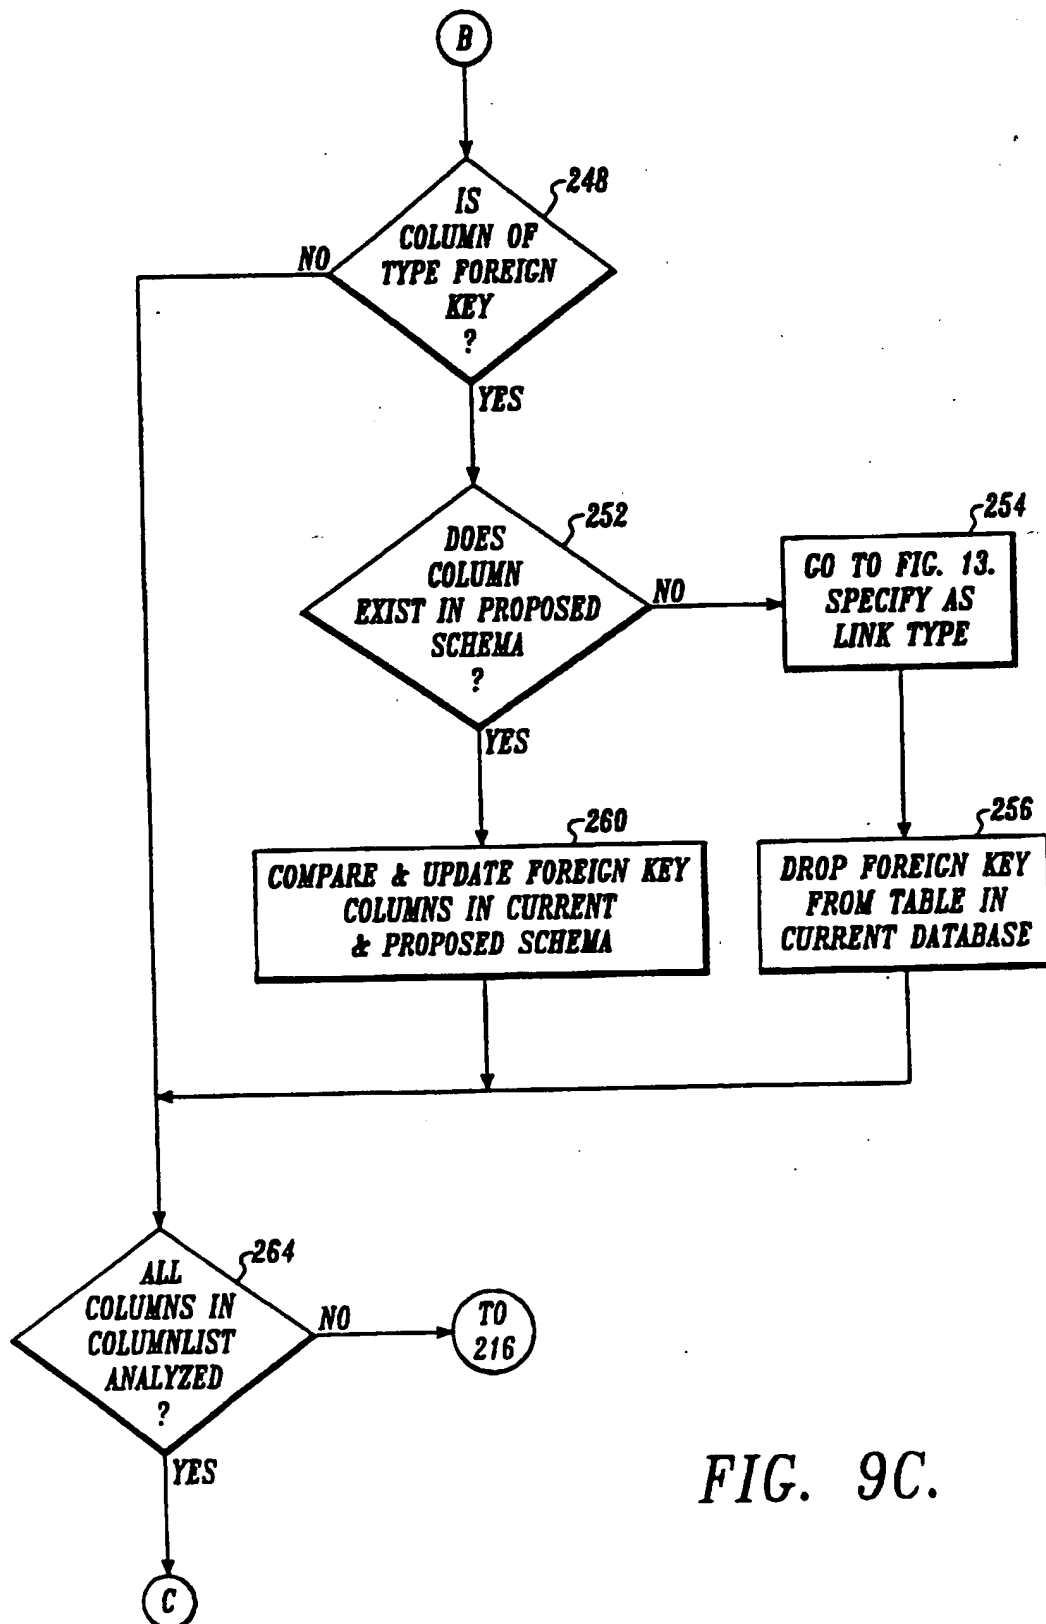 B
248
IS
COLUMN OF
TYPE FOREIGN
KEY
?
NO
YES
252
DOES
COLUMN
EXIST IN PROPOSED
SCHEMA
?
NO
YES
254
GO TO FIG. 13.
SPECIFY AS
LINK TYPE
260
COMPARE & UPDATE FOREIGN KEY
COLUMNS IN CURRENT
& PROPOSED SCHEMA
256
DROP FOREIGN KEY
FROM TABLE IN
CURRENT DATABASE
264
ALL
COLUMNS IN
COLUMNLIST
ANALYZED
?
NO
TO
216
YES
C
FIG. 9C.